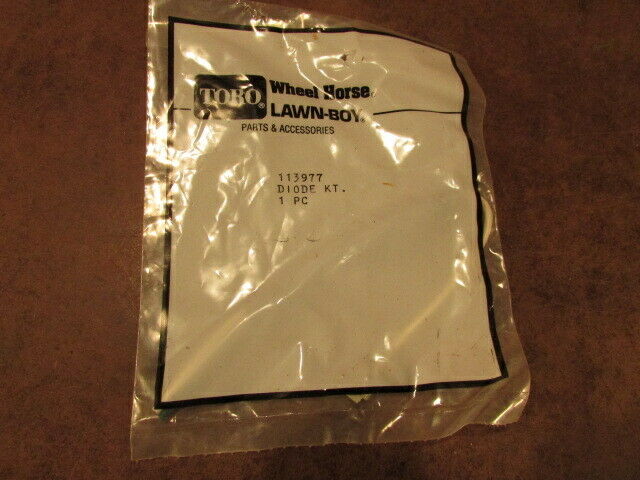 TORO®
Wheel Horse®
LAWN-BOY®
PARTS & ACCESSORIES
113977
DIODE KT.
1 PC